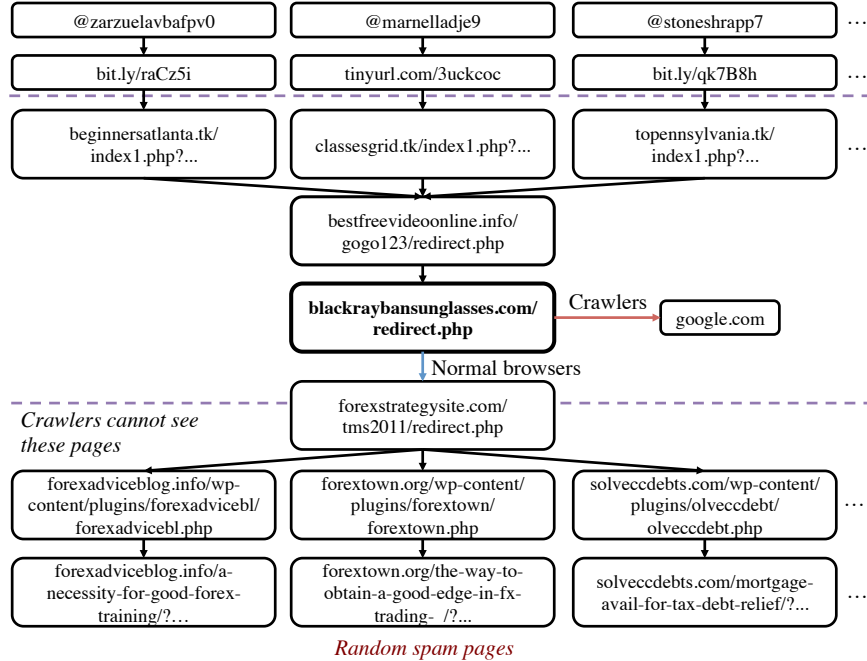 @zarzuelavbafpv0
@marnelladje9
@stoneshrapp7
...
bit.ly/raCz5i
tinyurl.com/3uckcoc
bit.ly/qk7B8h
...
beginnersatlanta.tk/
index1.php?...
classesgrid.tk/index1.php?...
topennsylvania.tk/
index1.php?...
...
bestfreevideoonline.info/
gogo123/redirect.php
blackraybansunglasses.com/
redirect.php
Crawlers
google.com
Normal browsers
forexstrategysite.com/
tms2011/redirect.php
Crawlers cannot see
these pages
forexadviceblog.info/wp-
content/plugins/forexadvicebl/
forexadvicebl.php
forextown.org/wp-content/
plugins/forextown/
forextown.php
solveccdebts.com/wp-content/
plugins/olveccdebt/
olveccdebt.php
...
forexadviceblog.info/a-
necessity-for-good-forex-
training/?…
forextown.org/the-way-to-
obtain-a-good-edge-in-fx-
trading- /?...
solveccdebts.com/mortgage-
avail-for-tax-debt-relief/?...
...
Random spam pages